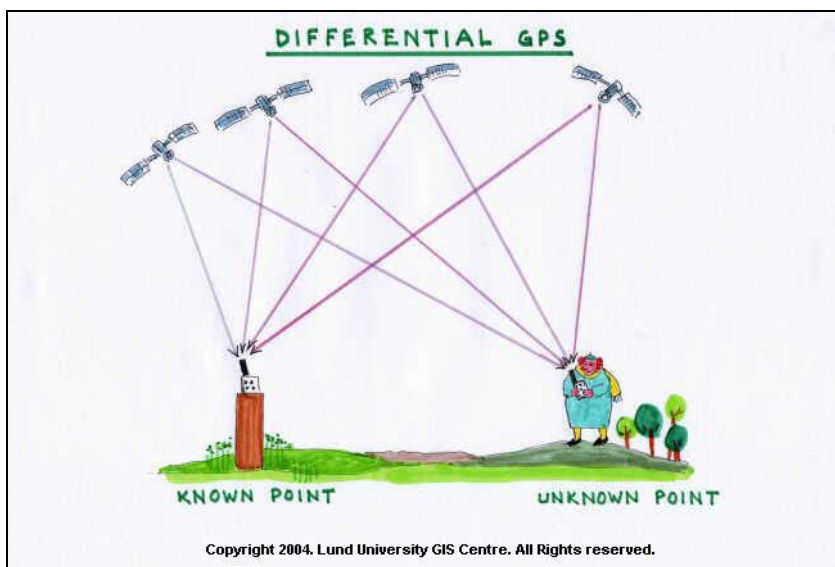 DIFFERENTIAL GPS
KNOWN POINT
UNKNOWN POINT
Copyright 2004. Lund University GIS Centre. All Rights reserved.